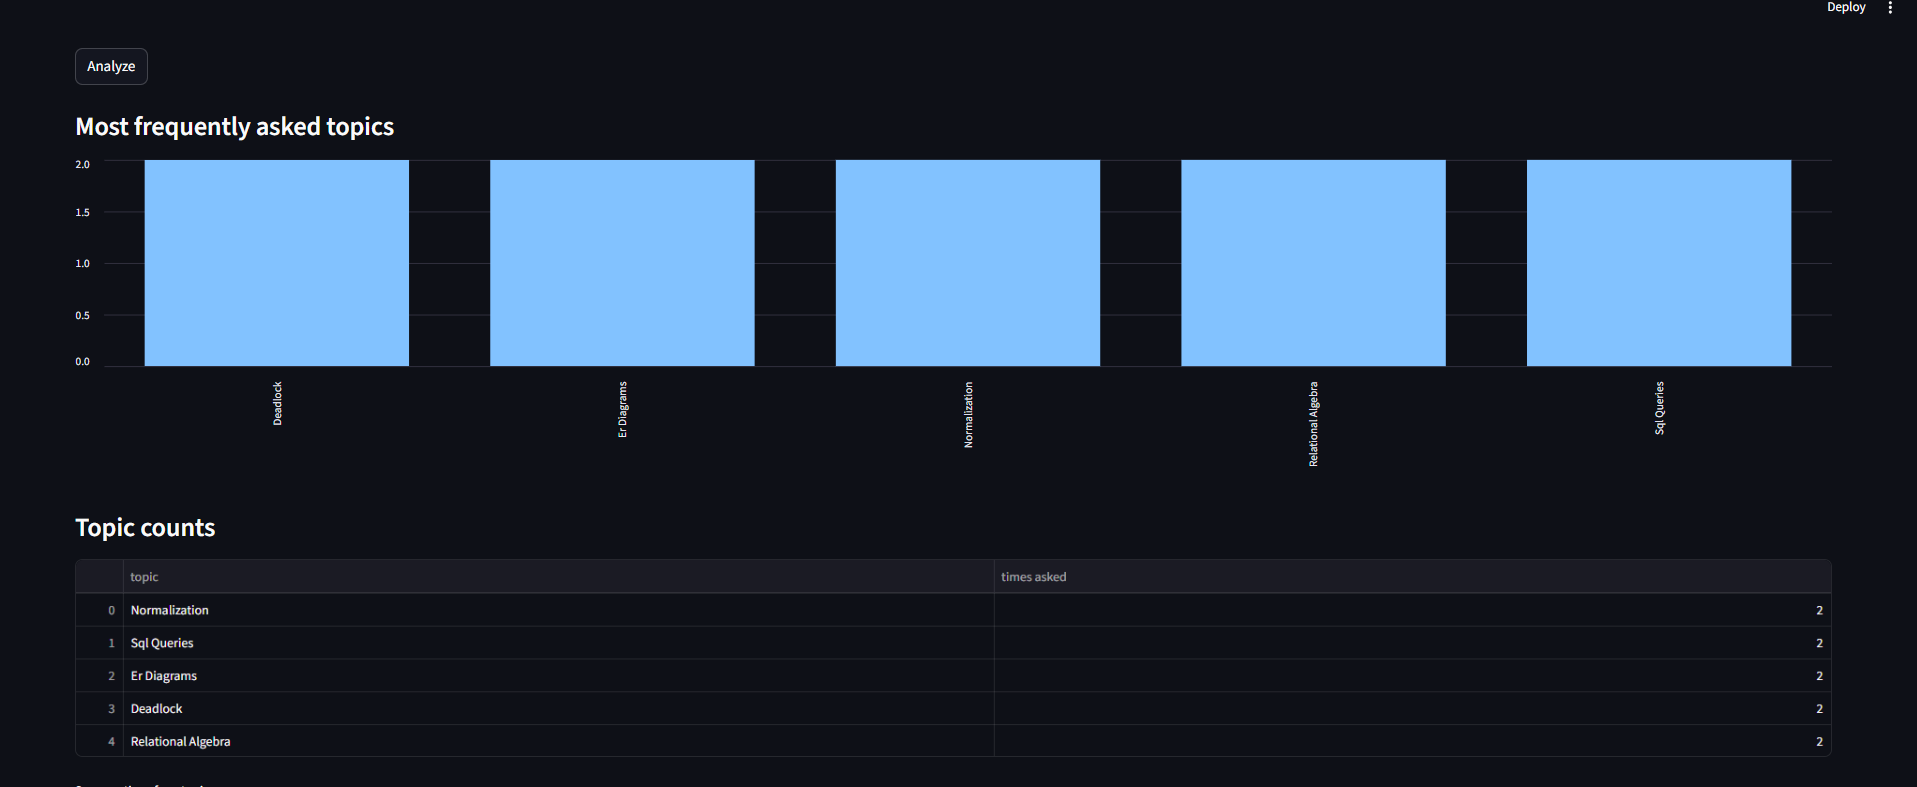 Deploy
Analyze
Most frequently asked topics
2.0
1.5
1.0
0.5
0.0
Deadlock
Er Diagrams
Normalization
Relational Algebra
Sql Queries
Topic counts
topic times asked
0 Normalization 2
1 Sql Queries 2
2 Er Diagrams 2
3 Deadlock 2
4 Relational Algebra 2